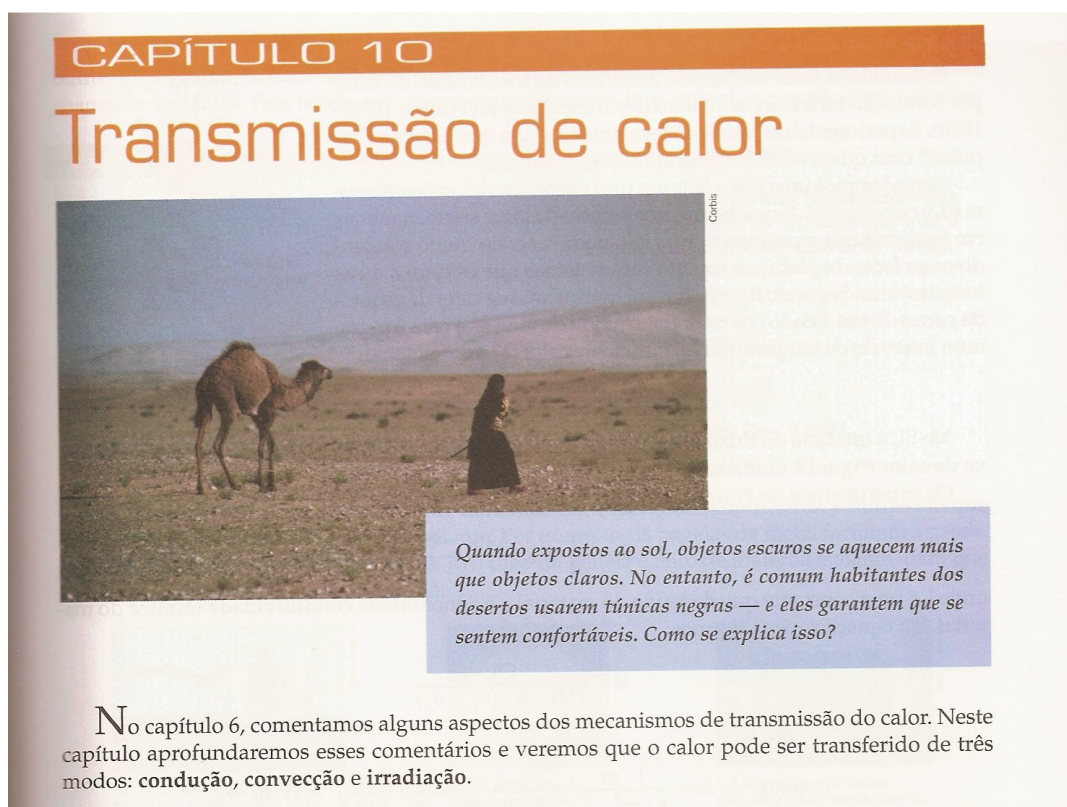 CAPÍTULO 10
Transmissão de calor
Corbis
Quando expostos ao sol, objetos escuros se aquecem mais
que objetos claros. No entanto, é comum habitantes dos
desertos usarem túnicas negras — e eles garantem que se
sentem confortáveis. Como se explica isso?
No capítulo 6, comentamos alguns aspectos dos mecanismos de transmissão do calor. Neste
capítulo aprofundaremos esses comentários e veremos que o calor pode ser transferido de três
modos: condução, convecção e irradiação.